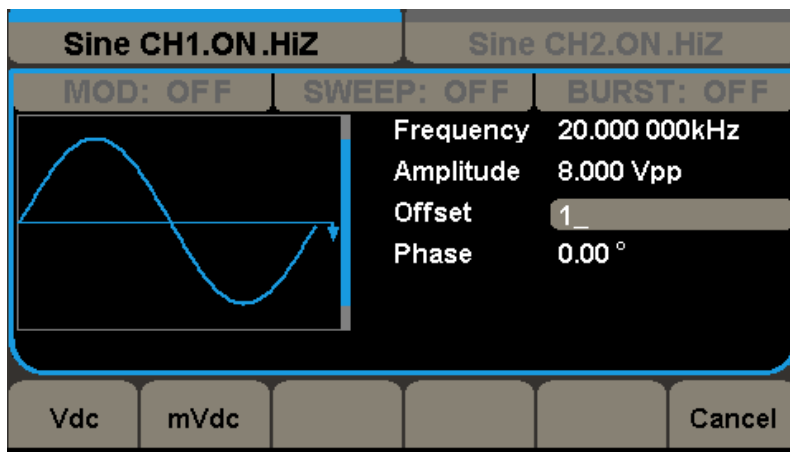 Sine CH1.ON.HiZ Sine CH2.ON.HiZ
MOD: OFF SWEEP: OFF BURST: OFF
Frequency 20.000 000kHz
Amplitude 8.000 Vpp
Offset 1_
Phase 0.00 °
Vdc mVdc Cancel